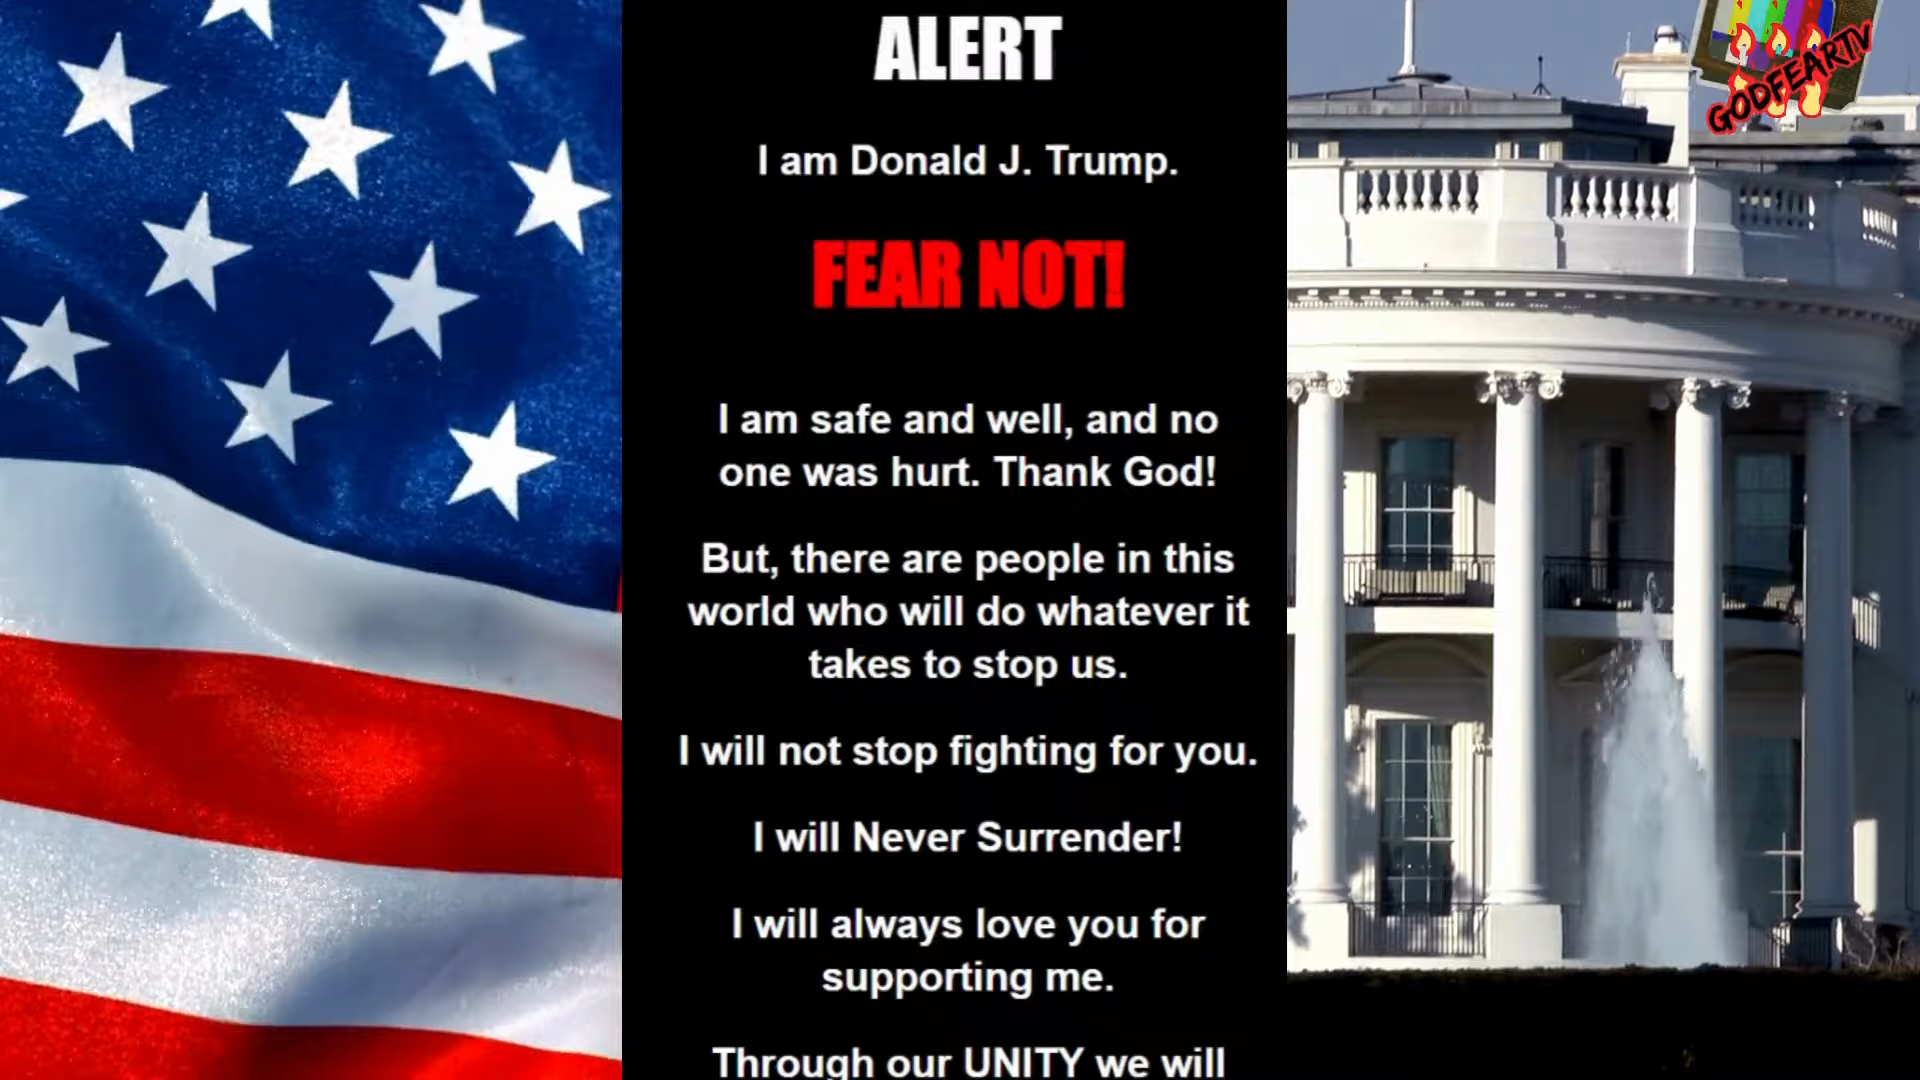 ALERT
GODFEARTV
I am Donald J. Trump.
FEAR NOT!
I am safe and well, and no
one was hurt. Thank God!
But, there are people in this
world who will do whatever it
takes to stop us.
I will not stop fighting for you.
I will Never Surrender!
I will always love you for
supporting me.
Through our UNITY we will